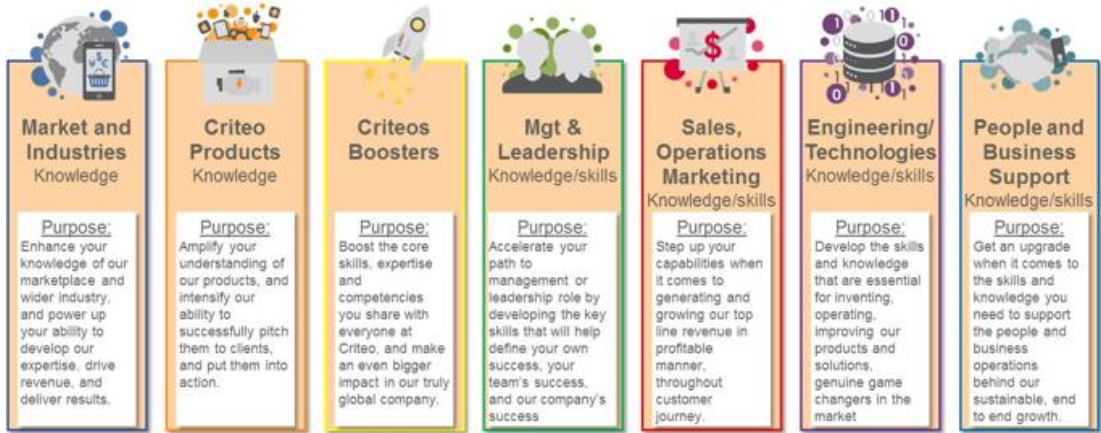 Market and
Industries
Knowledge
Purpose:
Enhance your
knowledge of our
marketplace and
wider industry,
and power up
your ability to
develop our
expertise, drive
revenue, and
deliver results.
Criteo
Products
Knowledge
Purpose:
Amplify your
understanding of
our products, and
intensify our
ability to
successfully pitch
them to clients,
and put them into
action.
Criteos
Boosters
Purpose:
Boost the core
skills, expertise
and
competencies
you share with
everyone at
Criteo, and make
an even bigger
impact in our truly
global company.
Mgt &
Leadership
Knowledge/skills
Purpose:
Accelerate your
path to
management or
leadership role by
developing the key
skills that will help
define your own
success, your
team's success,
and our company's
success
$
Sales,
Operations
Marketing
Knowledge/skills
Purpose:
Step up your
capabilities when
it comes to
generating and
growing our top
line revenue in
profitable
manner,
throughout
customer
journey.
Engineering/
Technologies
Knowledge/skills
Purpose:
Develop the skills
and knowledge
that are essential
for inventing,
operating,
improving our
products and
solutions,
genuine game
changers in the
market
People and
Business
Support
Knowledge/skills
Purpose:
Get an upgrade
when it comes to
the skills and
knowledge you
need to support
the people and
business
operations
behind our
sustainable, end
to end growth.